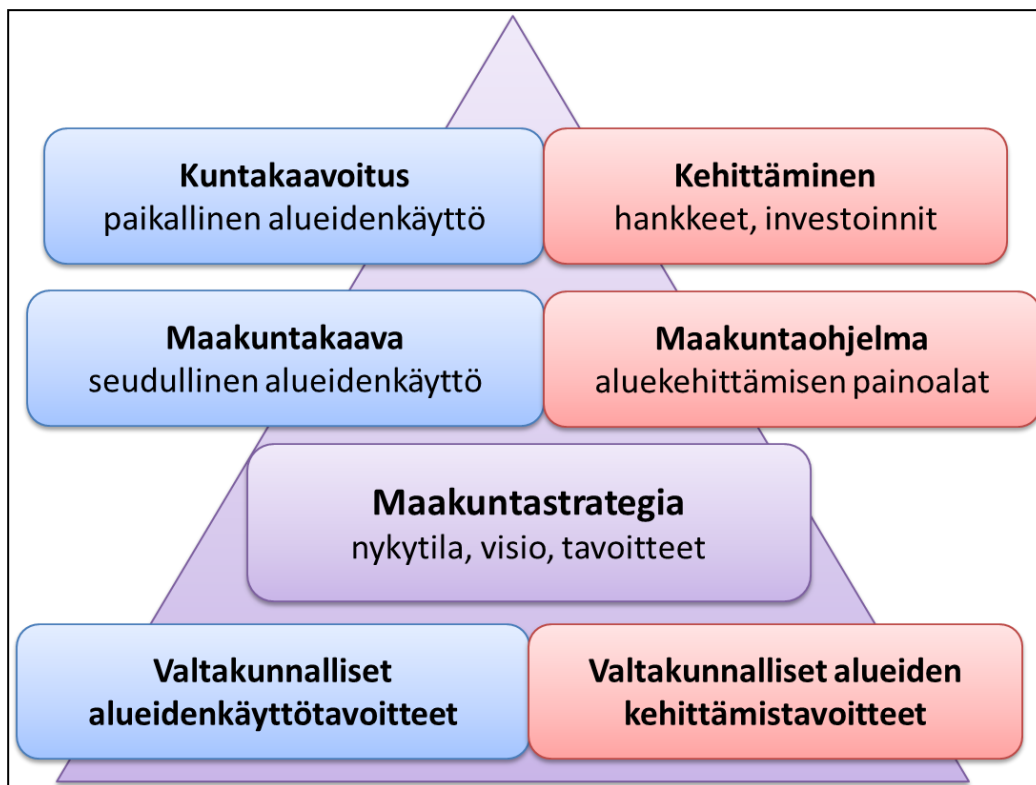 Kuntakaavoitus
paikallinen alueidenkäyttö
Kehittäminen
hankkeet, investoinnit
Maakuntakaava
seudullinen alueidenkäyttö
Maakuntaohjelma
aluekehittämisen painoalat
Maakuntastrategia
nykytila, visio, tavoitteet
Valtakunnalliset
alueidenkäyttötavoitteet
Valtakunnalliset alueiden
kehittämistavoitteet